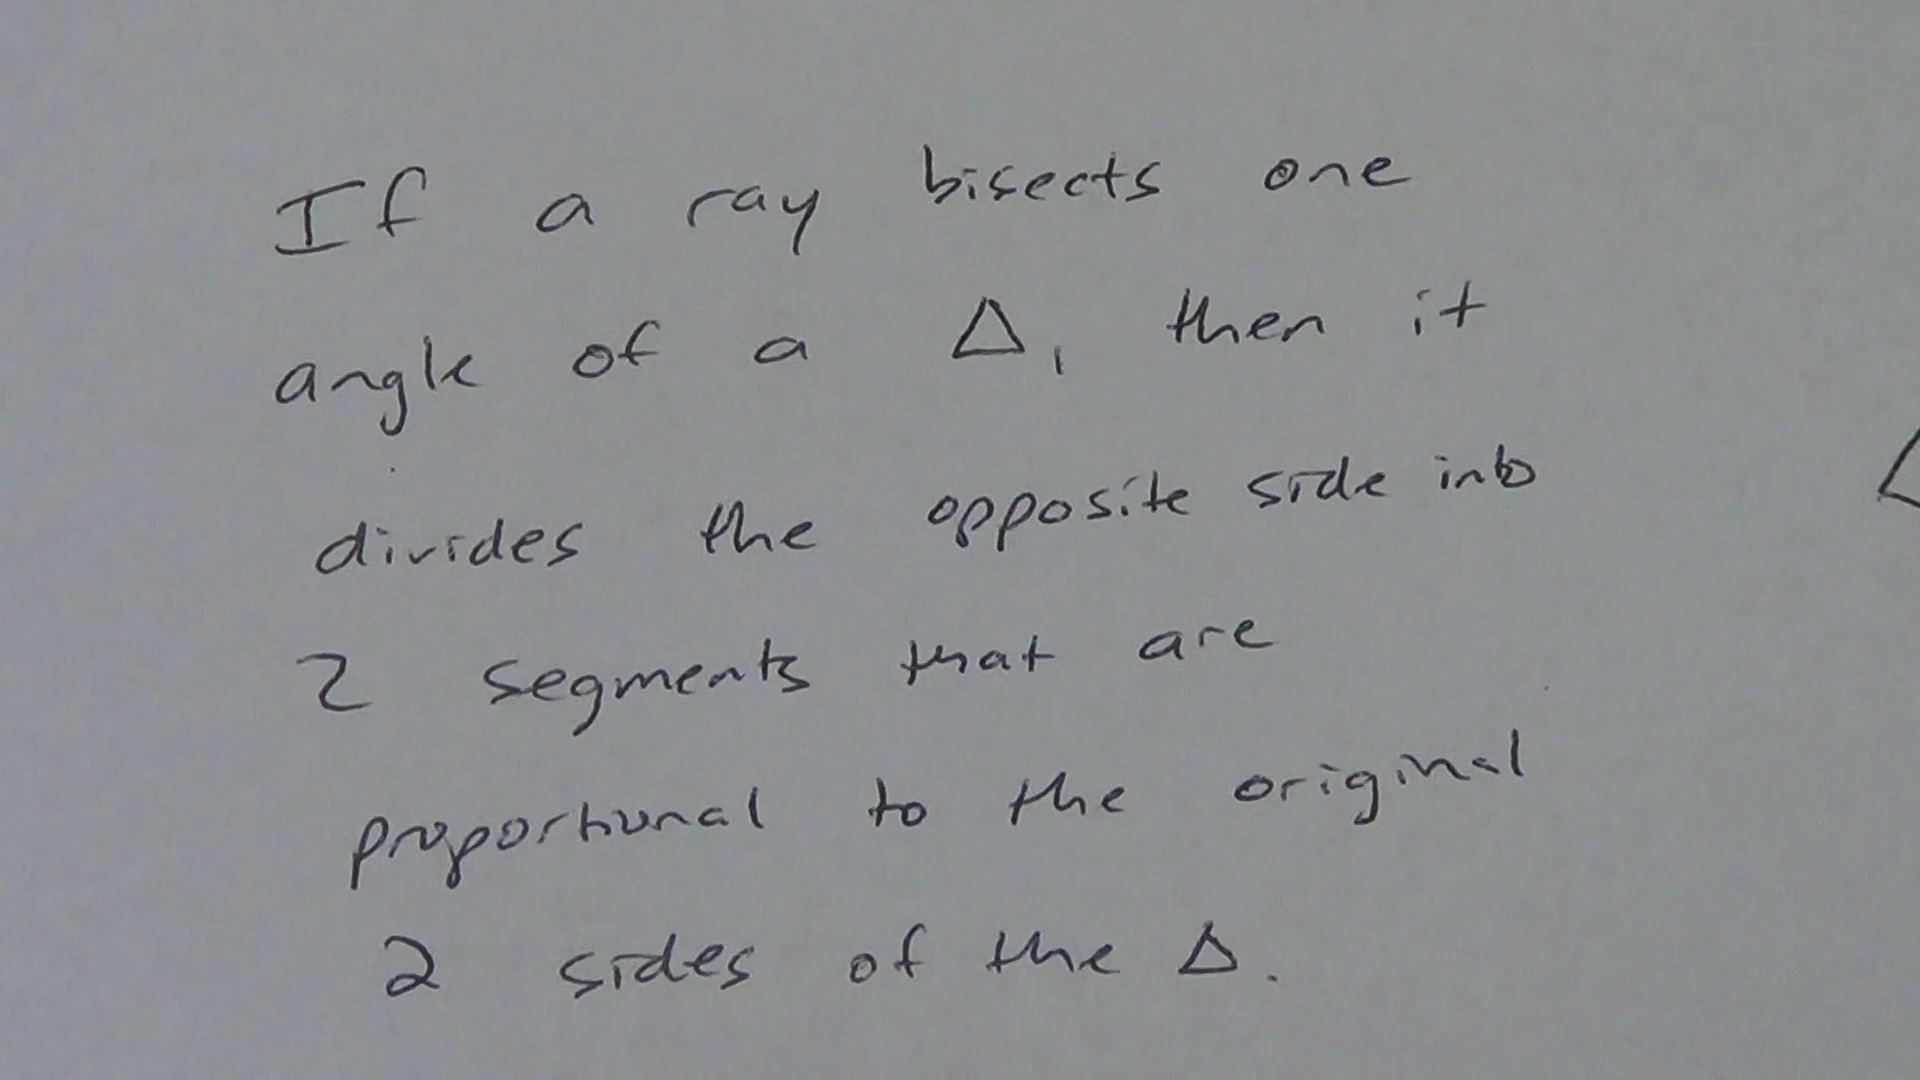 If a ray bisects one
angle of a Δ, then it
divides the opposite side into
2 segments that are
proportional to the original
2 sides of the Δ.